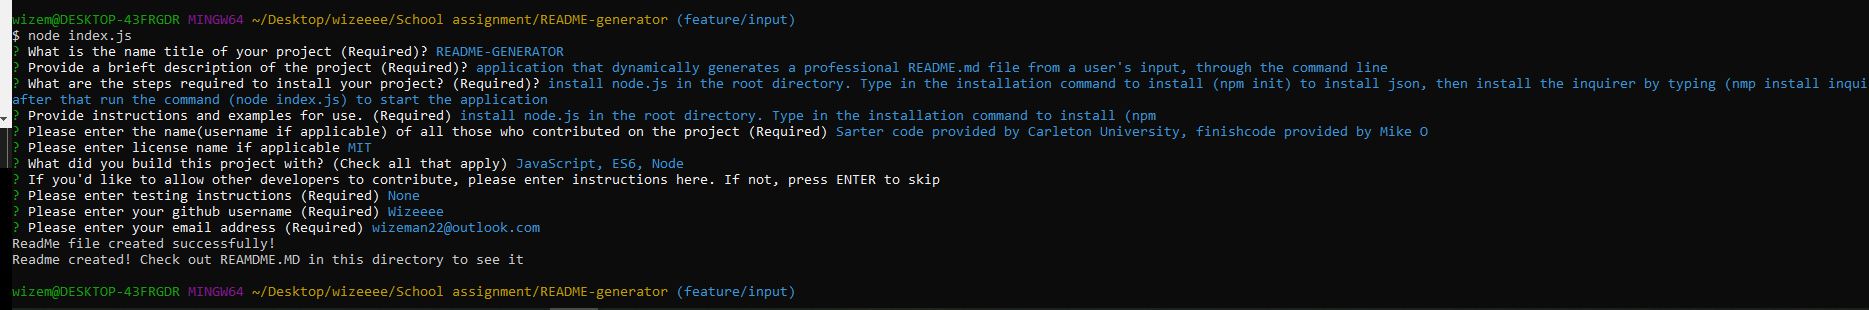 wizem@DESKTOP-43FRGDR MINGW64 ~/Desktop/wizeeee/School assignment/README-generator (feature/input)
$ node index.js
? What is the name title of your project (Required)? README-GENERATOR
? Provide a brieft description of the project (Required)? application that dynamically generates a professional README.md file from a user's input, through the command line
? What are the steps required to install your project? (Required)? install node.js in the root directory. Type in the installation command to install (npm init) to install json, then install the inquirer by typing (nmp install inqui
after that run the command (node index.js) to start the application
? Provide instructions and examples for use. (Required) install node.js in the root directory. Type in the installation command to install (npm
? Please enter the name(username if applicable) of all those who contributed on the project (Required) Sarter code provided by Carleton University, finishcode provided by Mike O
? Please enter license name if applicable MIT
? What did you build this project with? (Check all that apply) JavaScript, ES6, Node
? If you'd like to allow other developers to contribute, please enter instructions here. If not, press ENTER to skip
? Please enter testing instructions (Required) None
? Please enter your github username (Required) Wizeeee
? Please enter your email address (Required) wizeman22@outlook.com
ReadMe file created successfully!
Readme created! Check out REAMDME.MD in this directory to see it
wizem@DESKTOP-43FRGDR MINGW64 ~/Desktop/wizeeee/School assignment/README-generator (feature/input)